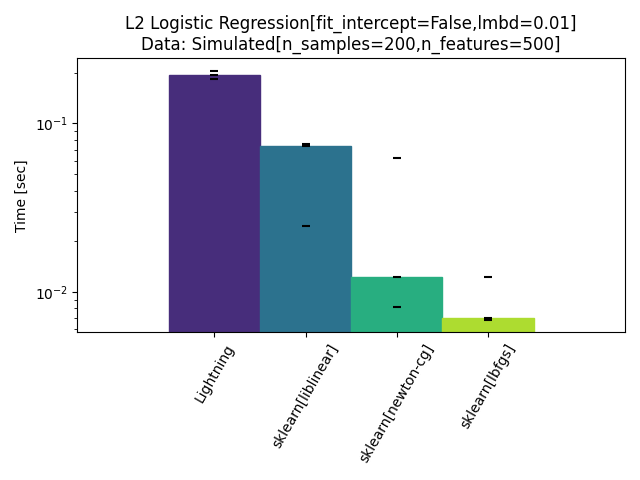 L2 Logistic Regression[fit_intercept=False,lmbd=0.01]
Data: Simulated[n_samples=200,n_features=500]
Time [sec]
10⁻¹
10⁻²
Lightning
sklearn[liblinear]
sklearn[newton-cg]
sklearn[lbfgs]